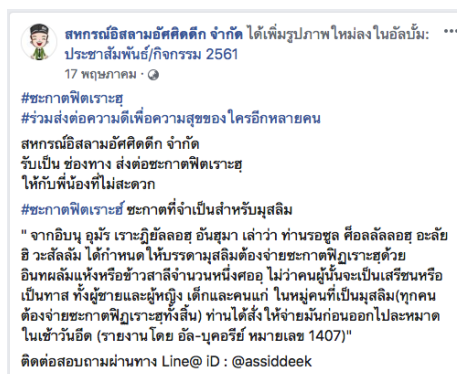 สหกรณ์อิสลามอัศศิดดีก จำกัด ได้เพิ่มรูปภาพใหม่ลงในอัลบั้ม:
ประชาสัมพันธ์/กิจกรรม 2561
17 พฤษภาคม ·
#ซะกาตฟิตเราะฮฺ
#ร่วมส่งต่อความดีเพื่อความสุขของใครอีกหลายคน
สหกรณ์อิสลามอัศศิดดีก จำกัด
รับเป็น ช่องทาง ส่งต่อซะกาตฟิตเราะฮฺ
ให้กับพี่น้องที่ไม่สะดวก
#ซะกาตฟิตเราะฮ์ ซะกาตที่จำเป็นสำหรับมุสลิม
" จากอิบนุ อุมัร เราะฎิยัลลอฮุ อันฮุมา เล่าว่า ท่านรอซูล ศ็อลลัลลอฮุ อะลัย
ฮิ วะสัลลัม ได้กำหนดให้บรรดามุสลิมต้องจ่ายซะกาตฟิฏเราะฮฺด้วย
อินทผลัมแห้งหรือข้าวสาลีจำนวนหนึ่งศออฺ ไม่ว่าคนผู้นั้นจะเป็นเสรีชนหรือ
เป็นทาส ทั้งผู้ชายและผู้หญิง เด็กและคนแก่ ในหมู่คนที่เป็นมุสลิม(ทุกคน
ต้องจ่ายซะกาตฟิฏเราะฮฺทั้งสิ้น) ท่านได้สั่งให้จ่ายมันก่อนออกไปละหมาด
ในเช้าวันอีด (รายงานโดย อัล-บุคอรีย์ หมายเลข 1407)"
ติดต่อสอบถามผ่านทาง Line@ iD : @assiddeek